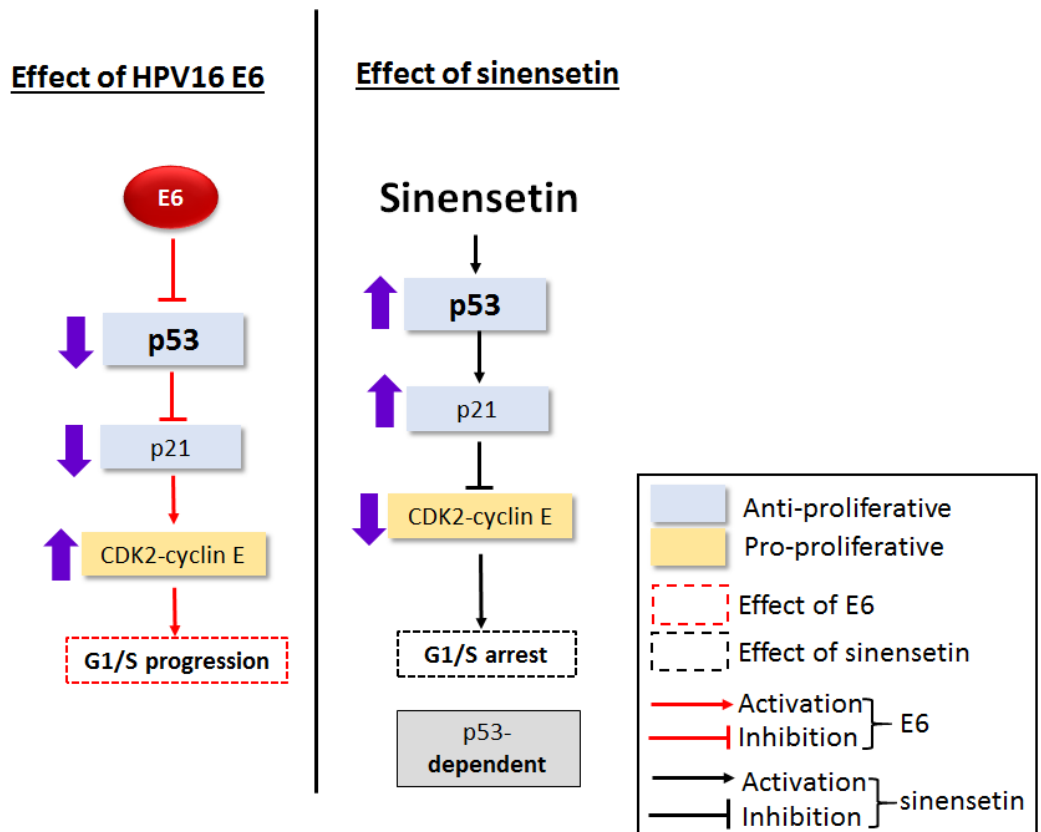 Effect of HPV16 E6
E6
p53
p21
CDK2-cyclin E
G1/S progression
Effect of sinensetin
Sinensetin
p53
p21
CDK2-cyclin E
G1/S arrest
p53-
dependent
Anti-proliferative
Pro-proliferative
Effect of E6
Effect of sinensetin
Activation
Inhibition
E6
Activation
Inhibition
sinensetin